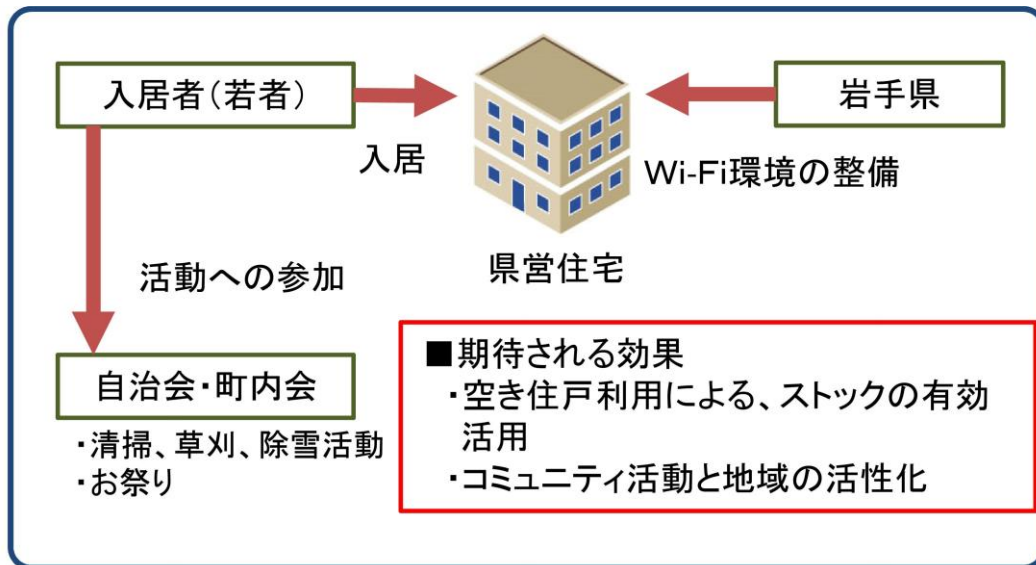 入居者（若者）
岩手県
入居
Wi-Fi環境の整備
県営住宅
活動への参加
自治会・町内会
・清掃、草刈、除雪活動
・お祭り
■期待される効果
・空き住戸利用による、ストックの有効
活用
・コミュニティ活動と地域の活性化